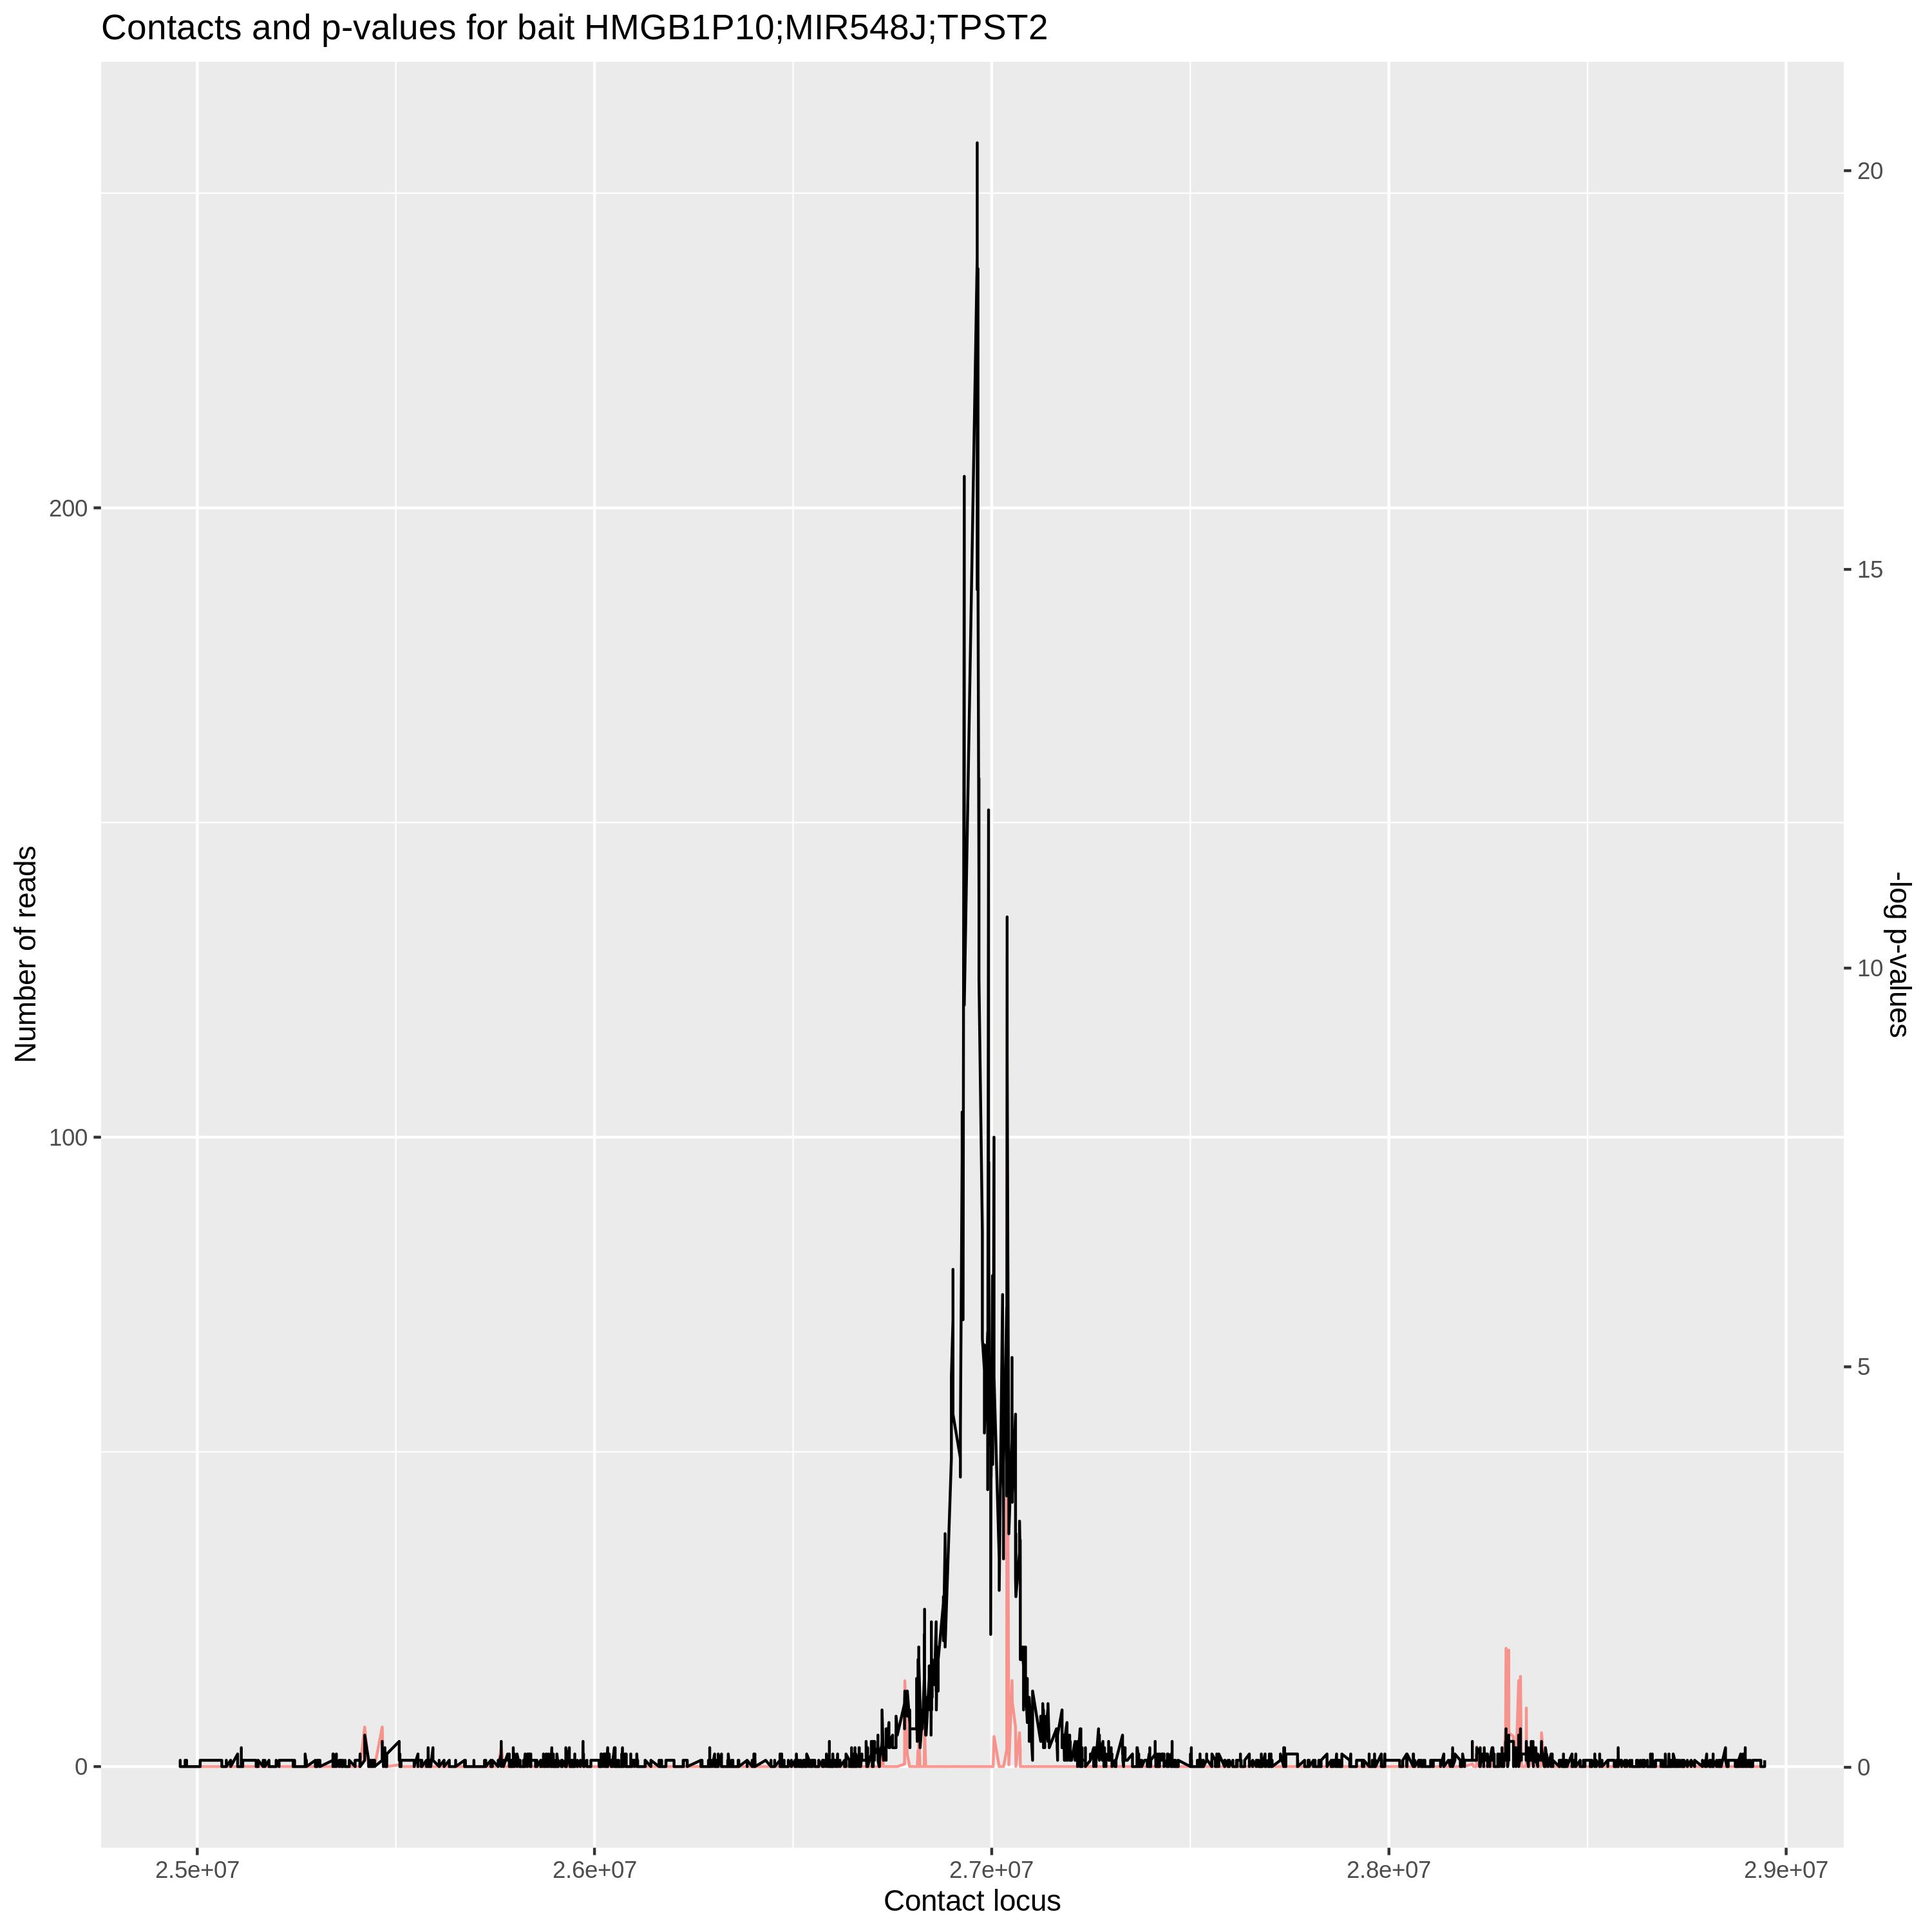 Contacts and p-values for bait HMGB1P10;MIR548J;TPST2
Number of reads
200
100
0
20
15
10
5
0
-log p-values
2.5e+07
2.6e+07
2.7e+07
2.8e+07
2.9e+07
Contact locus